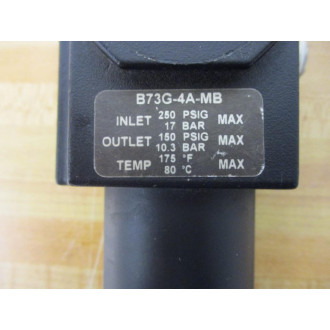 B73G-4A-MB
INLET 250 PSIG 17 BAR MAX
OUTLET 150 PSIG 10.3 BAR MAX
TEMP 175 °F 80 °C MAX